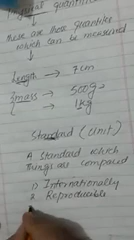 Physical quantities
these are those quantities
which can be measured
Length → 7cm
mass → 500g
→ 1kg
Standard (Unit)
A Standard which
things are compared
1) Internationally
2 Reproducible